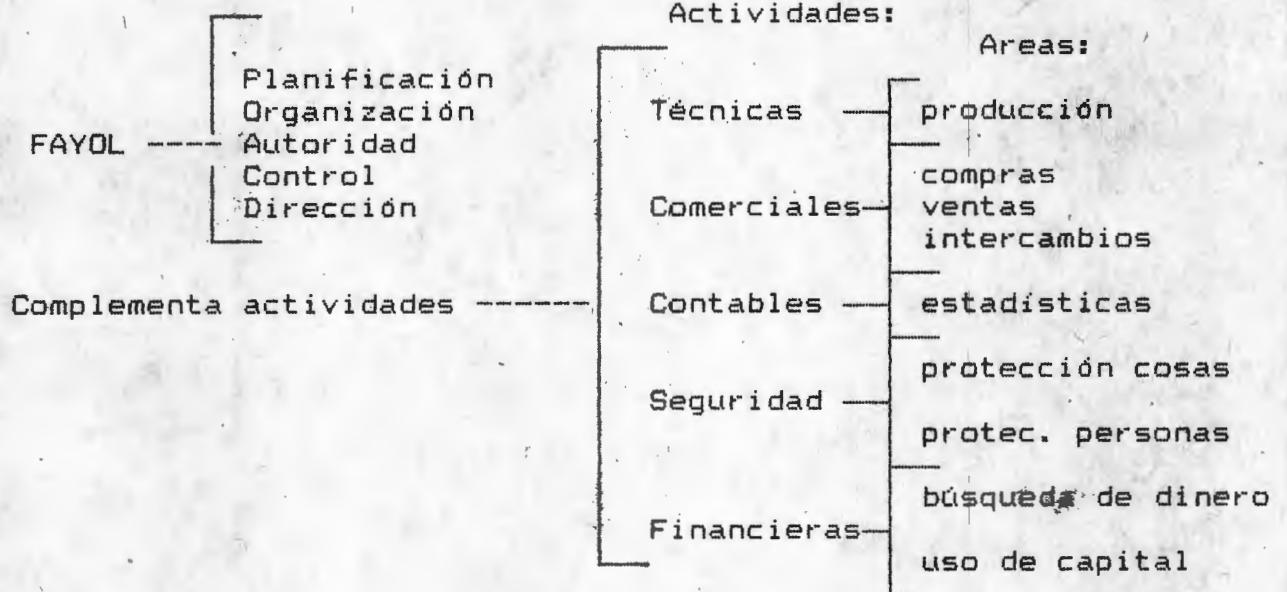 Actividades:
Areas:
Planificación
Organización
FAYOL ---- Autoridad
Control
Dirección
Técnicas
producción
Comerciales
compras
ventas
intercambios
Complementa actividades ------
Contables
estadísticas
Seguridad
protección cosas
protec. personas
Financieras
búsqueda de dinero
uso de capital